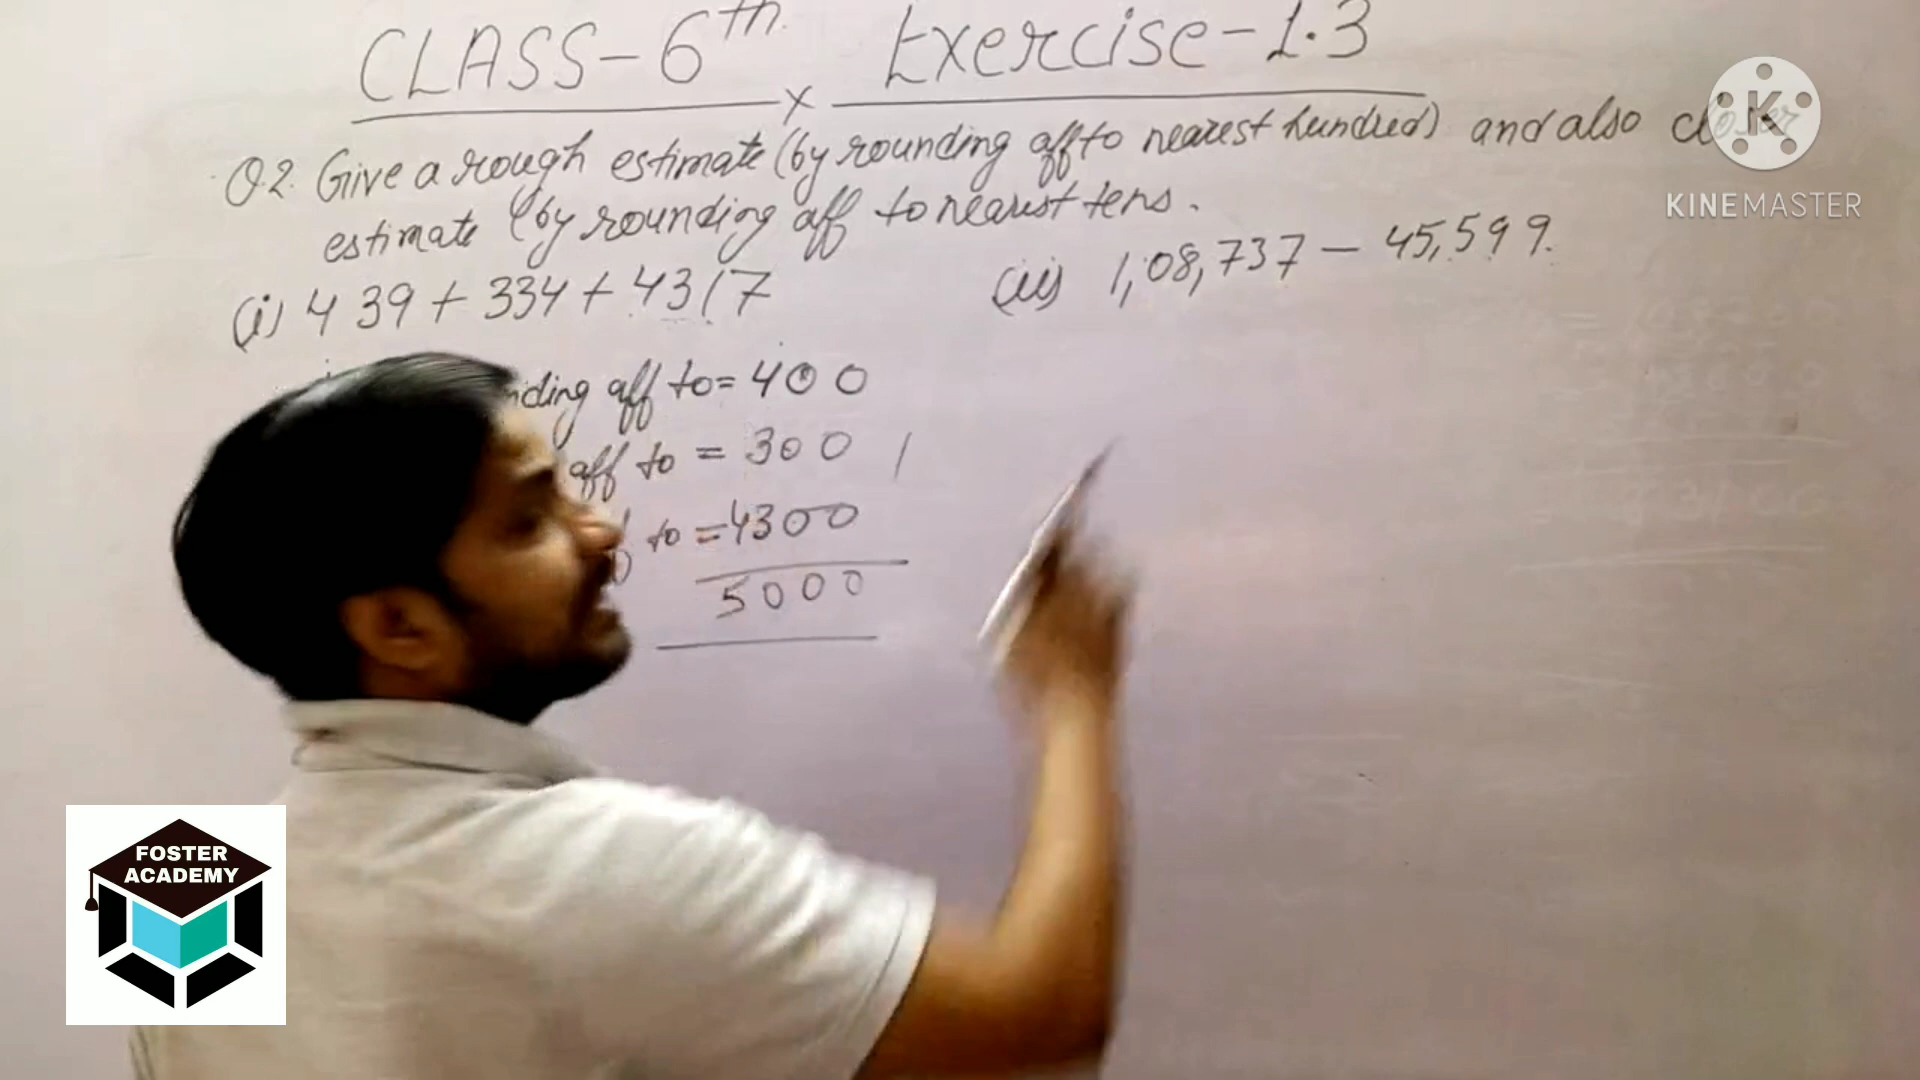 CLASS-6th × Exercise-1.3
Q.2. Give a rough estimate (by rounding off to nearest hundred) and also closer
estimate (by rounding off to nearest tens.
(i) 439 + 334 + 4317
(ii) 1,08,737 - 45,599.
nding off to = 400
off to = 300
to = 4300
5000
K
KINEMASTER
FOSTER
ACADEMY